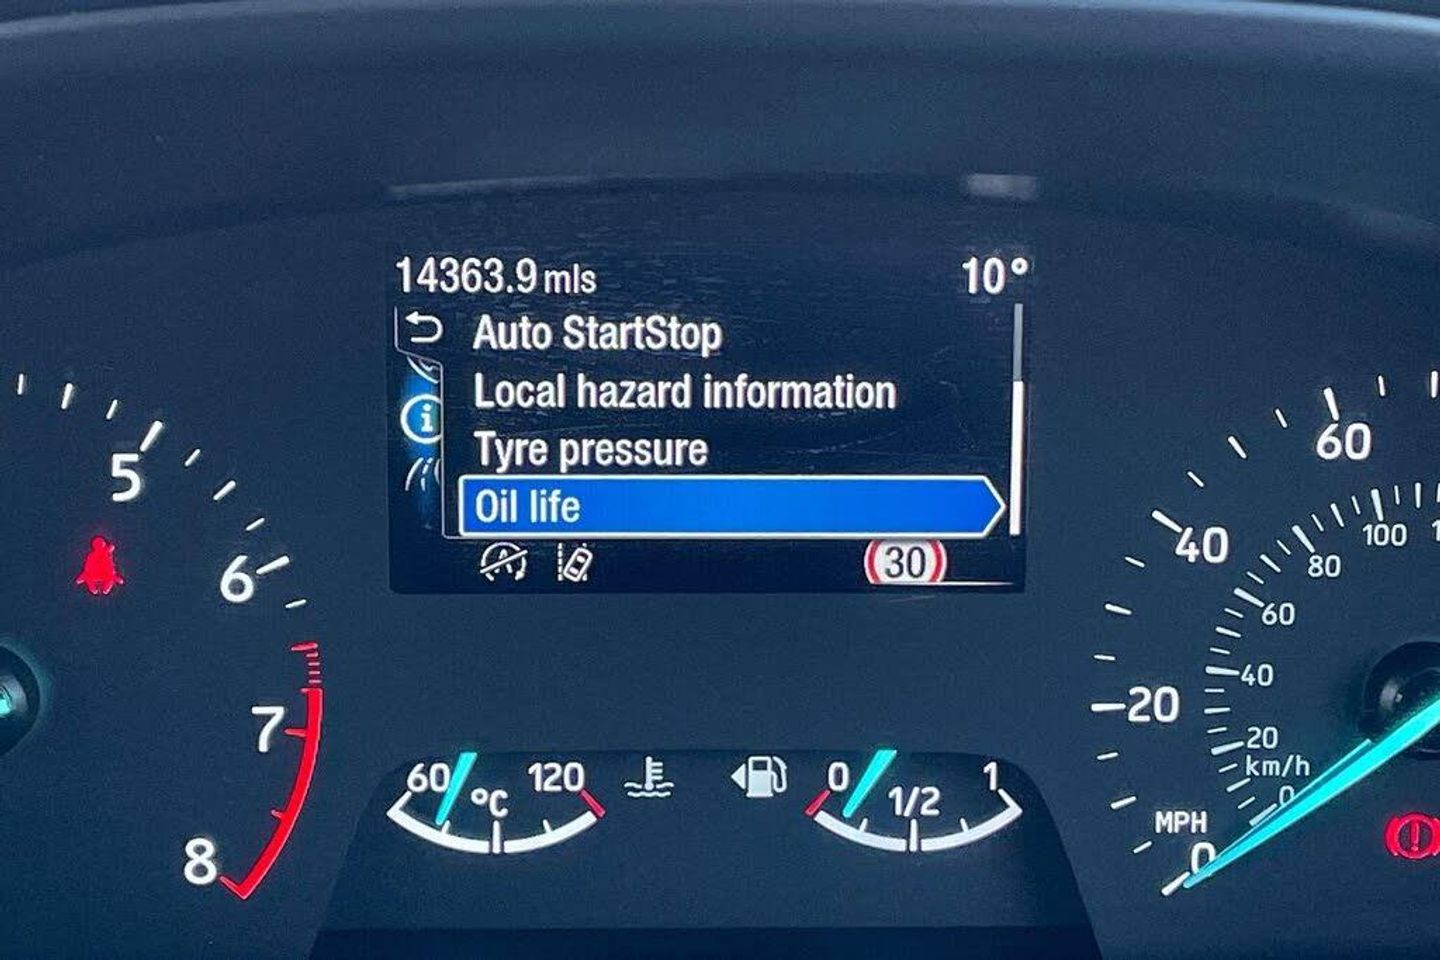 14363.9 mls 10°
Auto StartStop
Local hazard information
Tyre pressure
Oil life
30
5
6
7
8
60 °C 120
0 1/2 1
60
40
20
0
MPH
100
80
60
40
20
km/h
0